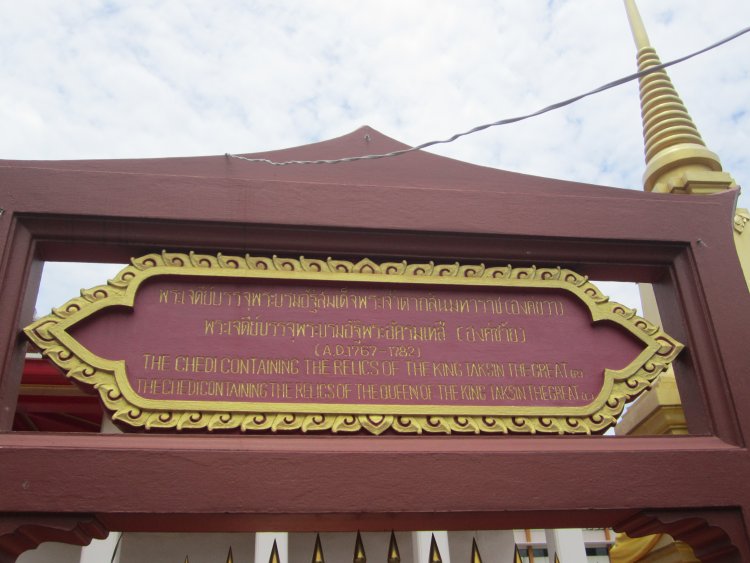 พระเจดีย์บรรจุพระบรมอัฐิสมเด็จพระเจ้าตากสินมหาราช (องค์ขวา)
พระเจดีย์บรรจุพระบรมอัฐิพระอัครมเหสี (องค์ซ้าย)
(A.D.1767-1782)
THE CHEDI CONTAINING THE RELICS OF THE KING TAKSIN THE GREAT (R)
THE CHEDI CONTAINING THE RELICS OF THE QUEEN OF THE KING TAKSIN THE GREAT (L)